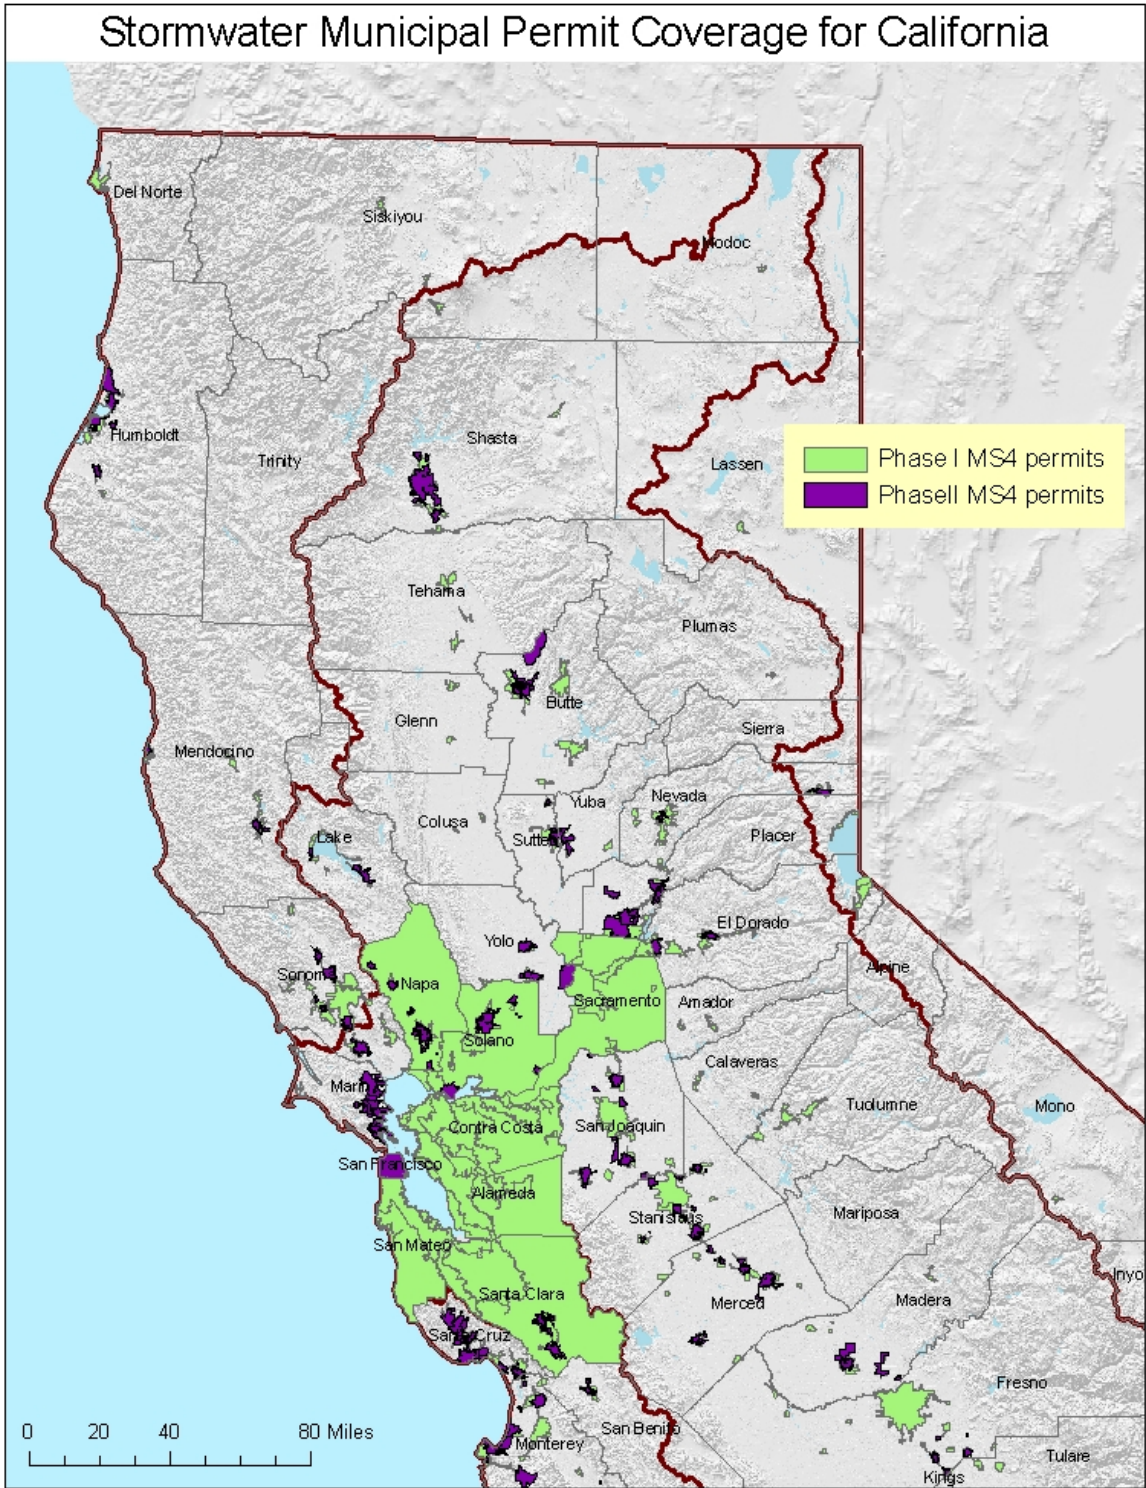 Stormwater Municipal Permit Coverage for California
Del Norte
Siskiyou
Modoc
Humboldt
Trinity
Shasta
Lassen
Phase I MS4 permits
PhaseII MS4 permits
Tehama
Plumas
Butte
Glenn
Sierra
Mendocino
Nevada
Yuba
Colusa
Placer
Lake
Sutter
El Dorado
Yolo
Alpine
Sonoma
Napa
Sacramento
Amador
Solano
Calaveras
Marin
Tuolumne
Mono
Contra Costa
San Joaquin
San Francisco
Alameda
Mariposa
Stanislaus
San Mateo
Inyo
Santa Clara
Madera
Merced
Santa Cruz
Fresno
San Benito
0 20 40 80 Miles
Monterey
Tulare
Kings